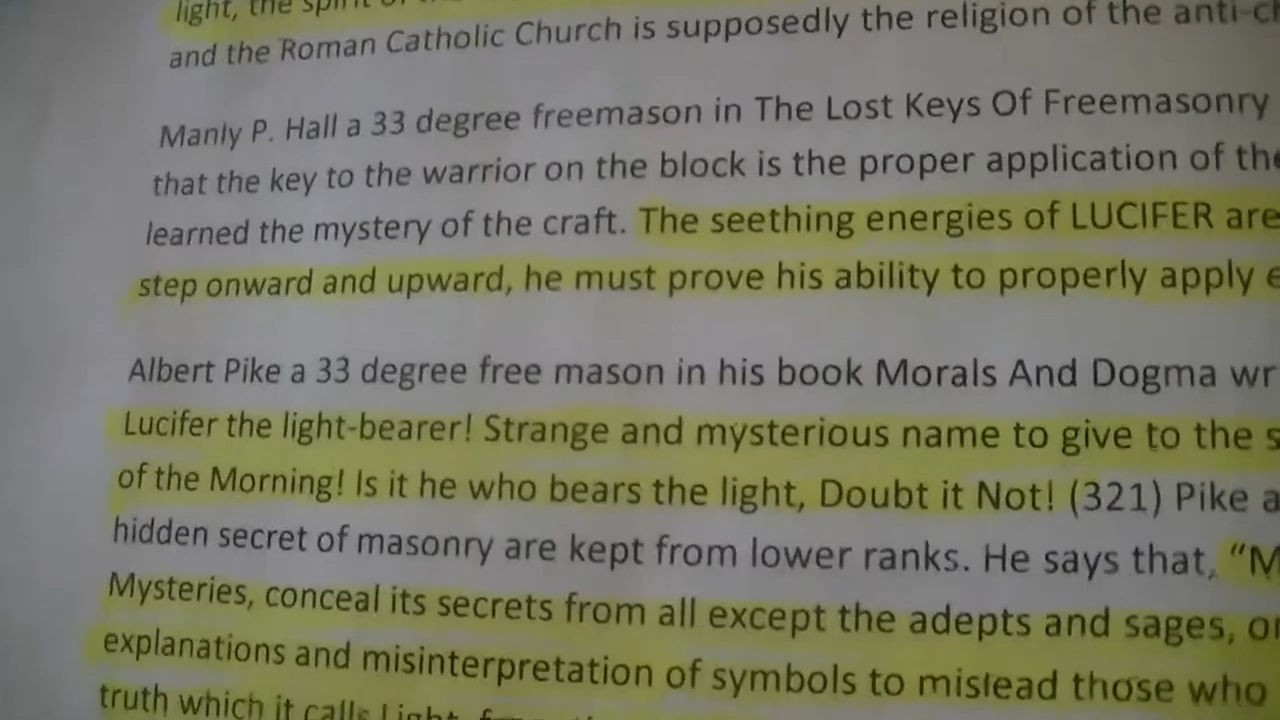 light, the spirit of
and the Roman Catholic Church is supposedly the religion of the anti-
Manly P. Hall a 33 degree freemason in The Lost Keys Of Freemasonry
that the key to the warrior on the block is the proper application of
learned the mystery of the craft. The seething energies of LUCIFER are
step onward and upward, he must prove his ability to properly apply
Albert Pike a 33 degree free mason in his book Morals And Dogma wr
Lucifer the light-bearer! Strange and mysterious name to give to the s
of the Morning! Is it he who bears the light, Doubt it Not! (321) Pike a
hidden secret of masonry are kept from lower ranks. He says that, “M
Mysteries, conceal its secrets from all except the adepts and sages, or
explanations and misinterpretation of symbols to mislead those who
truth which it calls Light,